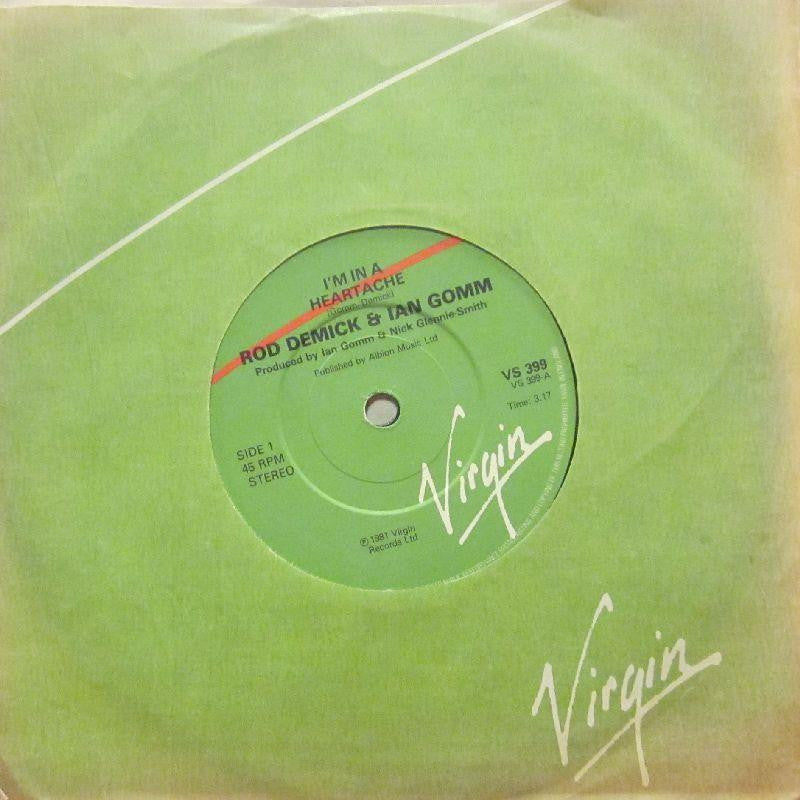 I'M IN A
HEARTACHE
(Gomm-Demick)
ROD DEMICK & IAN GOMM
Produced by Ian Gomm & Nick Glennie-Smith
Published by Albion Music Ltd
VS 399
VS 399-A
Time: 3.17
SIDE 1
45 RPM
STEREO
Virgin
℗ 1981 Virgin
Records Ltd
Virgin